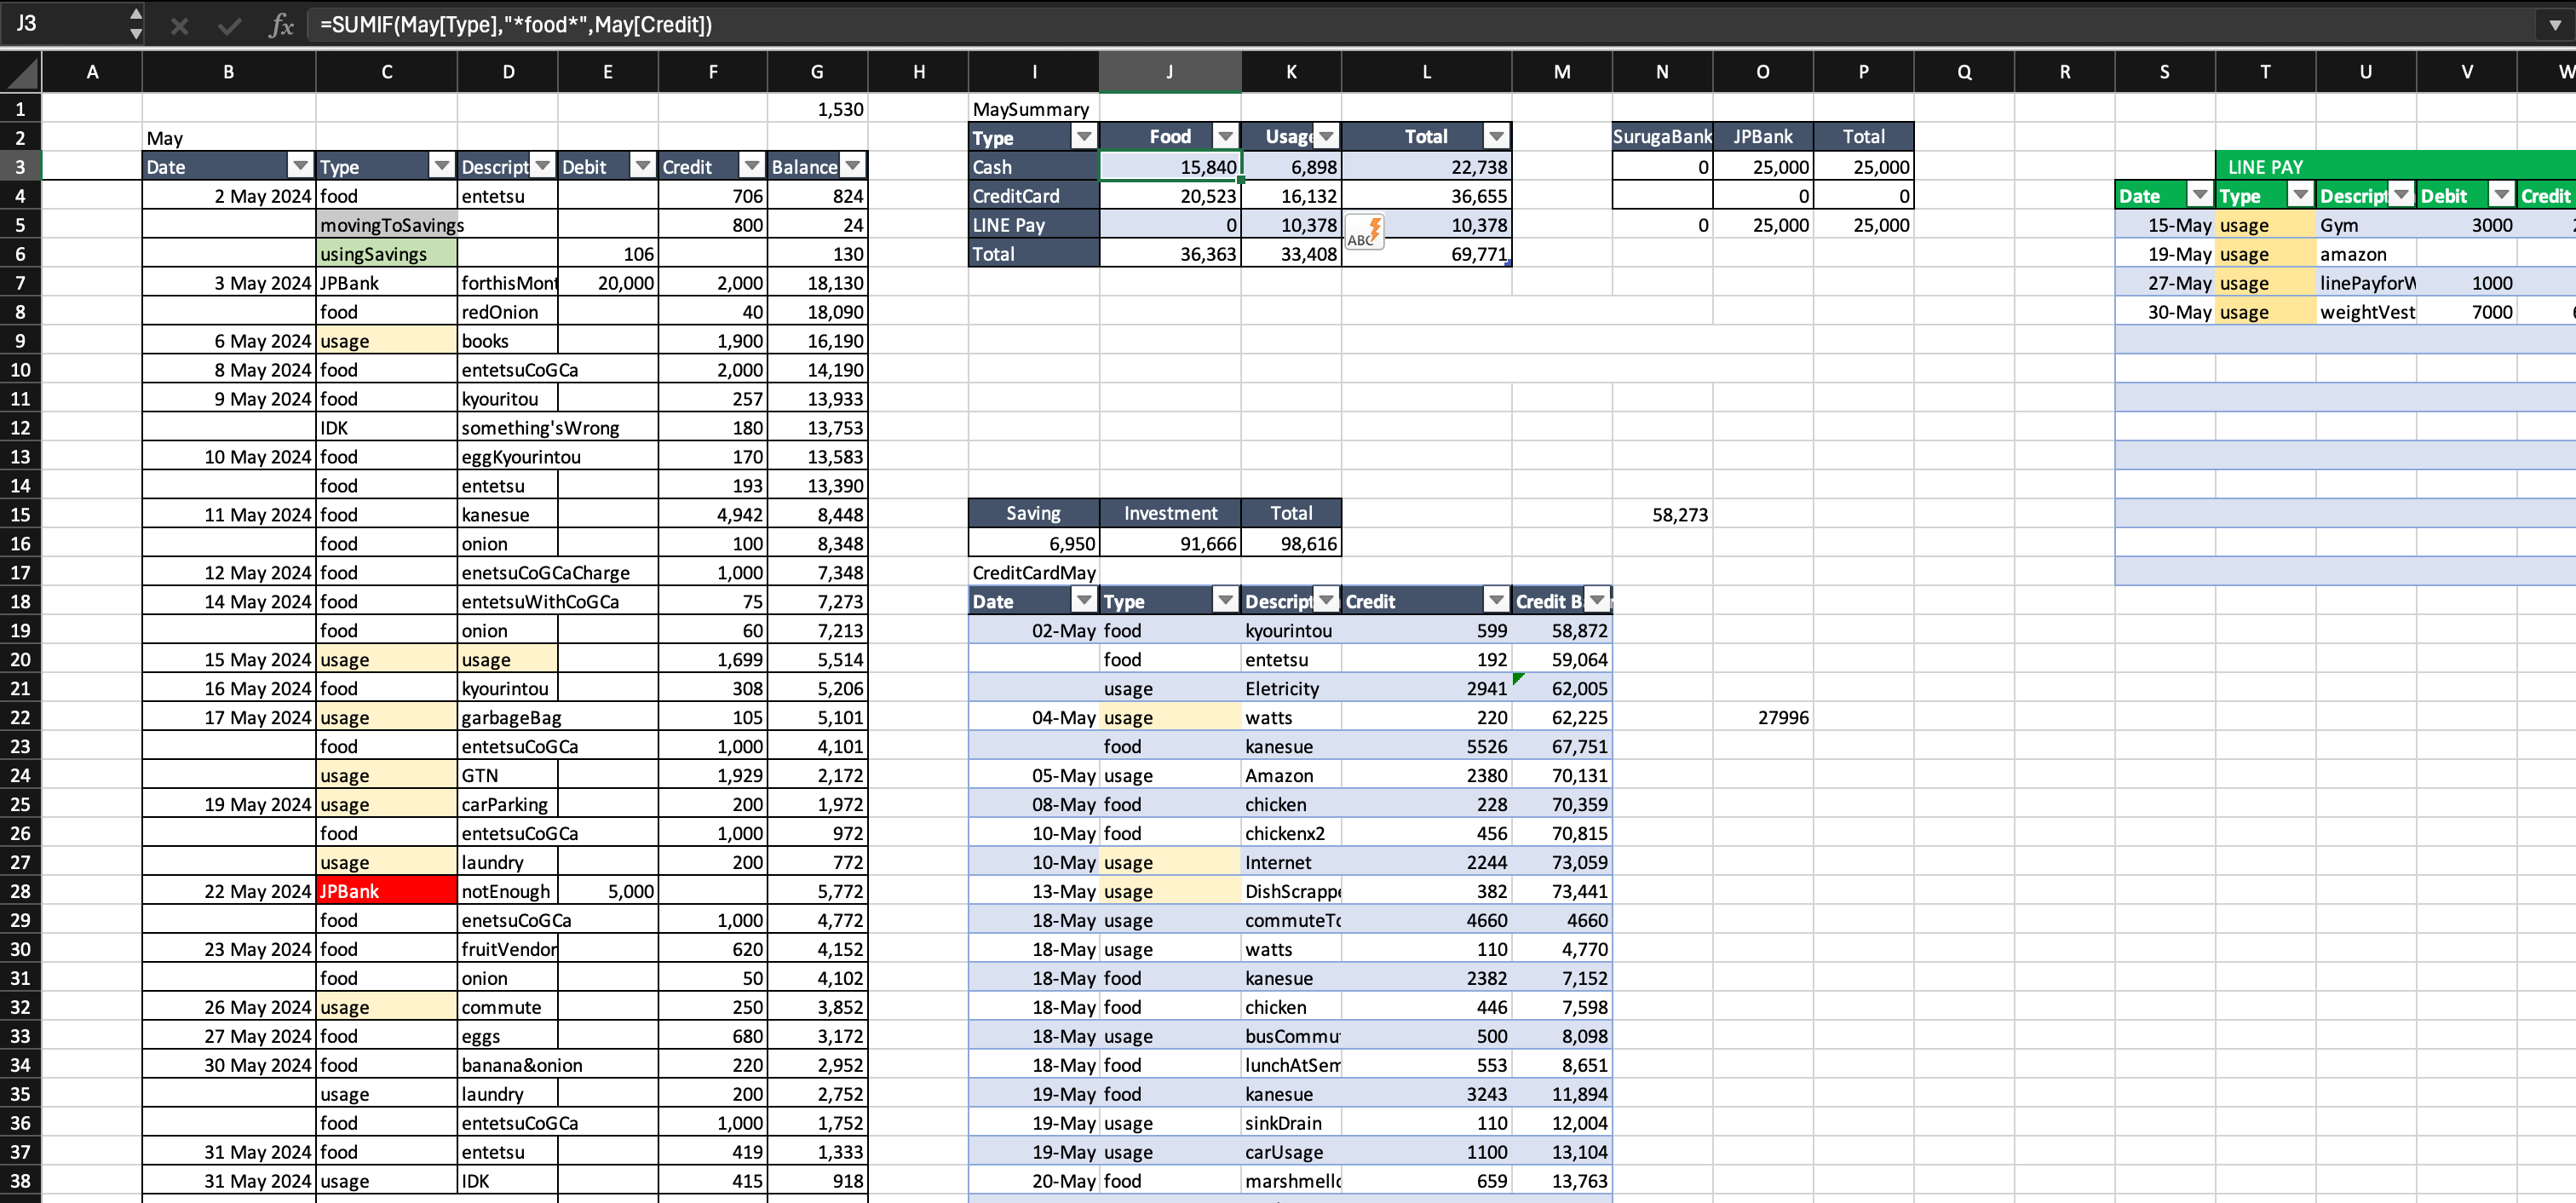 J3 fx =SUMIF(May[Type],"*food*",May[Credit])
A B C D E F G H I J K L M N O P Q R S T U V W
1 1,530 MaySummary
2 May Type Food Usage Total SurugaBank JPBank Total
3 Date Type Descript Debit Credit Balance Cash 15,840 6,898 22,738 0 25,000 25,000 LINE PAY
4 2 May 2024 food entetsu 706 824 CreditCard 20,523 16,132 36,655 0 0 Date Type Descript Debit Credit
5 movingToSavings 800 24 LINE Pay 0 10,378 ABC 10,378 0 25,000 25,000 15-May usage Gym 3000
6 usingSavings 106 130 Total 36,363 33,408 69,771 19-May usage amazon
7 3 May 2024 JPBank forthisMont 20,000 2,000 18,130 27-May usage linePayforW 1000
8 food redOnion 40 18,090 30-May usage weightVest 7000
9 6 May 2024 usage books 1,900 16,190
10 8 May 2024 food entetsuCoGCa 2,000 14,190
11 9 May 2024 food kyouritou 257 13,933
12 IDK something'sWrong 180 13,753
13 10 May 2024 food eggKyourintou 170 13,583
14 food entetsu 193 13,390
15 11 May 2024 food kanesue 4,942 8,448 Saving Investment Total 58,273
16 food onion 100 8,348 6,950 91,666 98,616
17 12 May 2024 food enetsuCoGCaCharge 1,000 7,348 CreditCardMay
18 14 May 2024 food entetsuWithCoGCa 75 7,273 Date Type Descript Credit Credit B
19 food onion 60 7,213 02-May food kyourintou 599 58,872
20 15 May 2024 usage usage 1,699 5,514 food entetsu 192 59,064
21 16 May 2024 food kyourintou 308 5,206 usage Eletricity 2941 62,005
22 17 May 2024 usage garbageBag 105 5,101 04-May usage watts 220 62,225 27996
23 food entetsuCoGCa 1,000 4,101 food kanesue 5526 67,751
24 usage GTN 1,929 2,172 05-May usage Amazon 2380 70,131
25 19 May 2024 usage carParking 200 1,972 08-May food chicken 228 70,359
26 food entetsuCoGCa 1,000 972 10-May food chickenx2 456 70,815
27 usage laundry 200 772 10-May usage Internet 2244 73,059
28 22 May 2024 JPBank notEnough 5,000 5,772 13-May usage DishScrappe 382 73,441
29 food enetsuCoGCa 1,000 4,772 18-May usage commuteTo 4660 4660
30 23 May 2024 food fruitVendor 620 4,152 18-May usage watts 110 4,770
31 food onion 50 4,102 18-May food kanesue 2382 7,152
32 26 May 2024 usage commute 250 3,852 18-May food chicken 446 7,598
33 27 May 2024 food eggs 680 3,172 18-May usage busCommu 500 8,098
34 30 May 2024 food banana&onion 220 2,952 18-May food lunchAtSem 553 8,651
35 usage laundry 200 2,752 19-May food kanesue 3243 11,894
36 food entetsuCoGCa 1,000 1,752 19-May usage sinkDrain 110 12,004
37 31 May 2024 food entetsu 419 1,333 19-May usage carUsage 1100 13,104
38 31 May 2024 usage IDK 415 918 20-May food marshmello 659 13,763